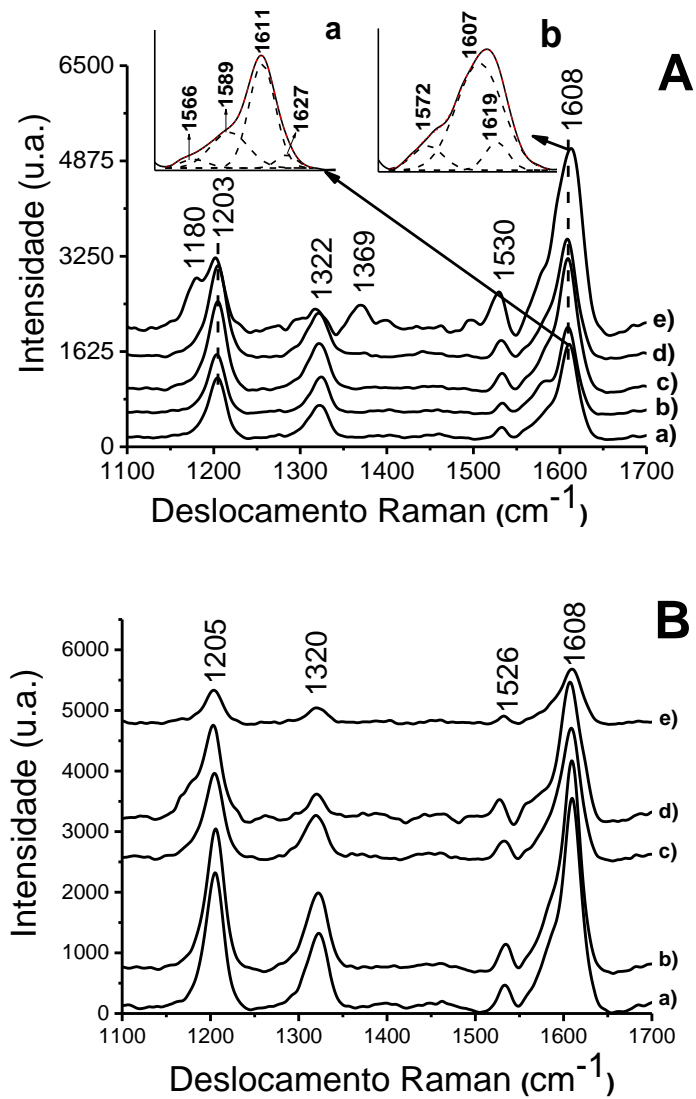 a
b
A
1566
1589
1611
1627
1572
1607
1619
1608
6500
4875
3250
1625
0
Intensidade (u.a.)
1180
1203
1322
1369
1530
e)
d)
c)
b)
a)
1100 1200 1300 1400 1500 1600 1700
Deslocamento Raman (cm-1)
B
1205
1320
1526
1608
6000
5000
4000
3000
2000
1000
0
Intensidade (u.a.)
e)
d)
c)
b)
a)
1100 1200 1300 1400 1500 1600 1700
Deslocamento Raman (cm-1)